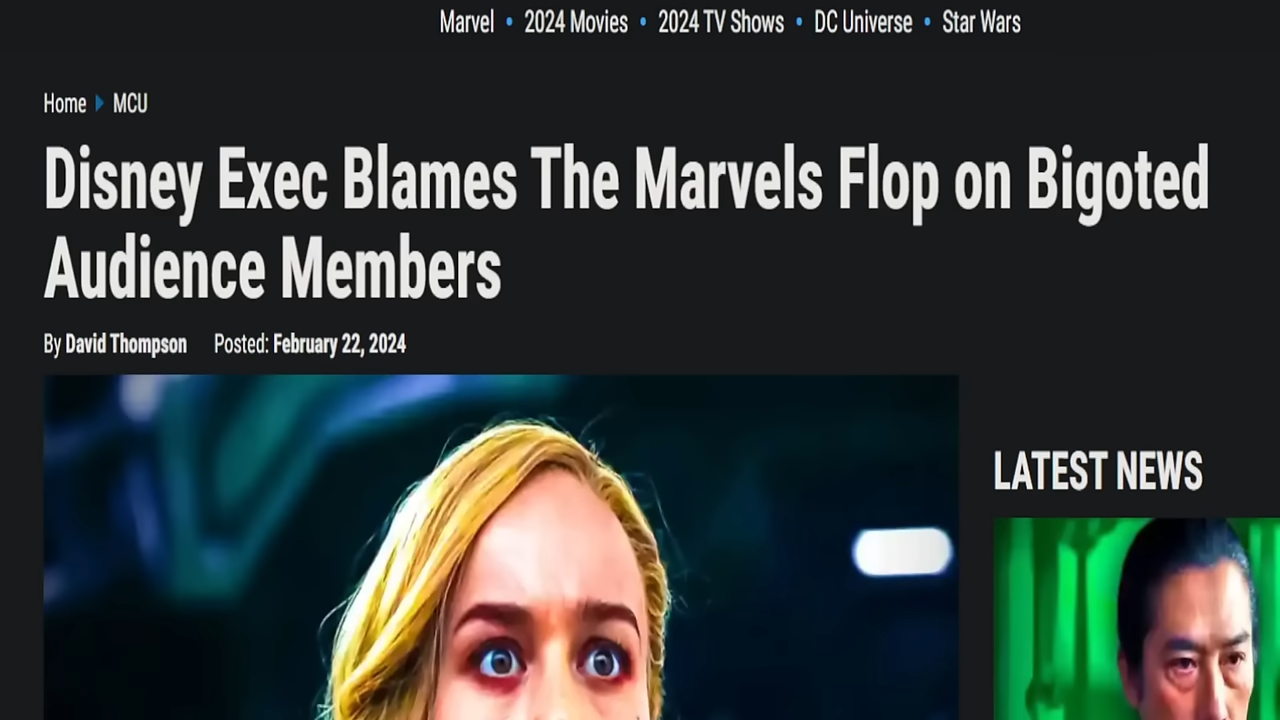 Marvel • 2024 Movies • 2024 TV Shows • DC Universe • Star Wars
Home ▶ MCU
Disney Exec Blames The Marvels Flop on Bigoted
Audience Members
By David Thompson Posted: February 22, 2024
LATEST NEWS